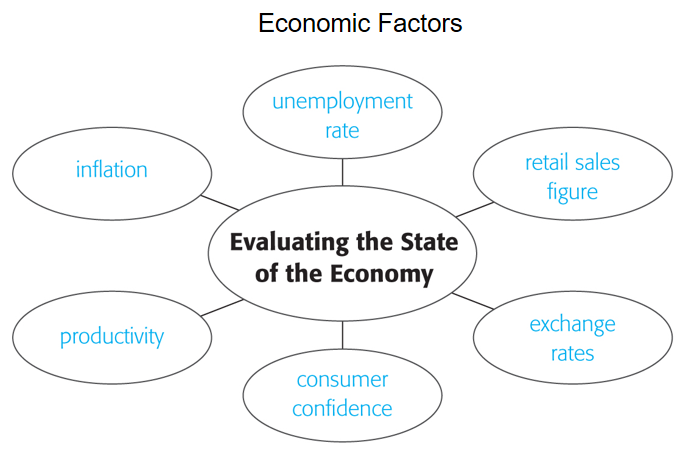 Economic Factors
unemployment
rate
inflation
retail sales
figure
Evaluating the State
of the Economy
productivity
exchange
rates
consumer
confidence